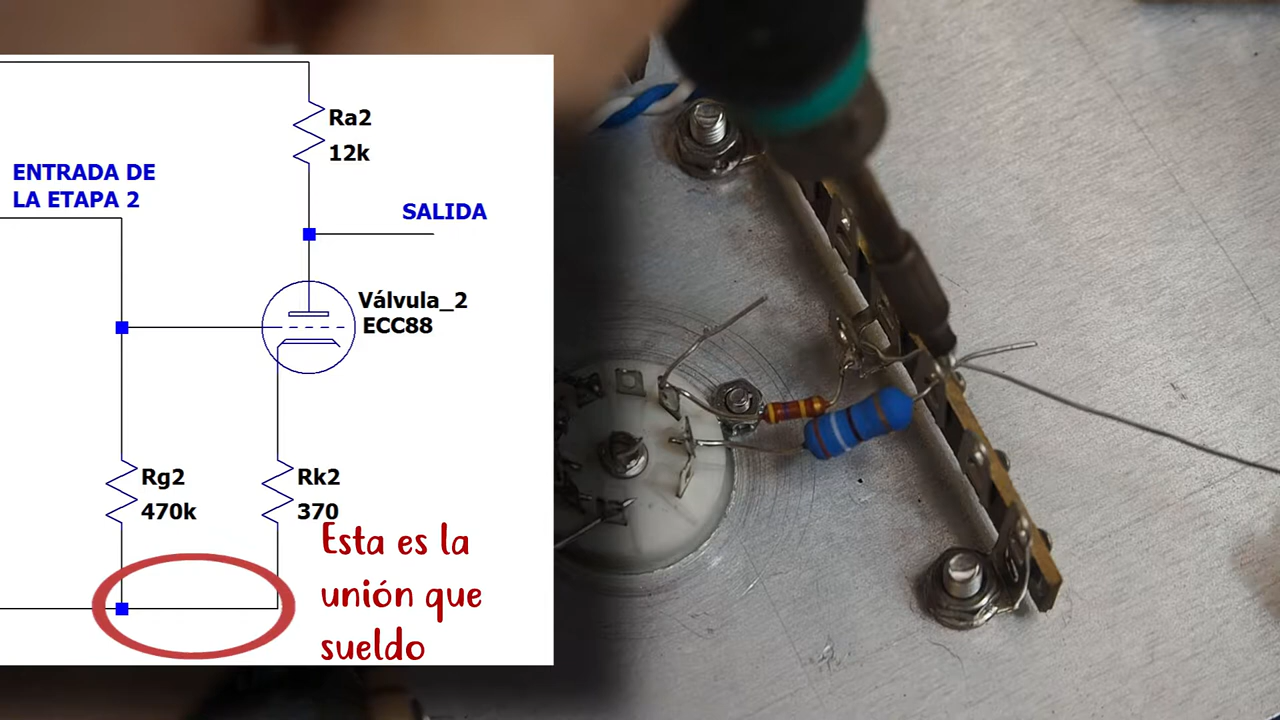 Ra2
12k
ENTRADA DE
LA ETAPA 2
SALIDA
Válvula_2
ECC88
Rg2
470k
Rk2
370
Esta es la
unión que
sueldo